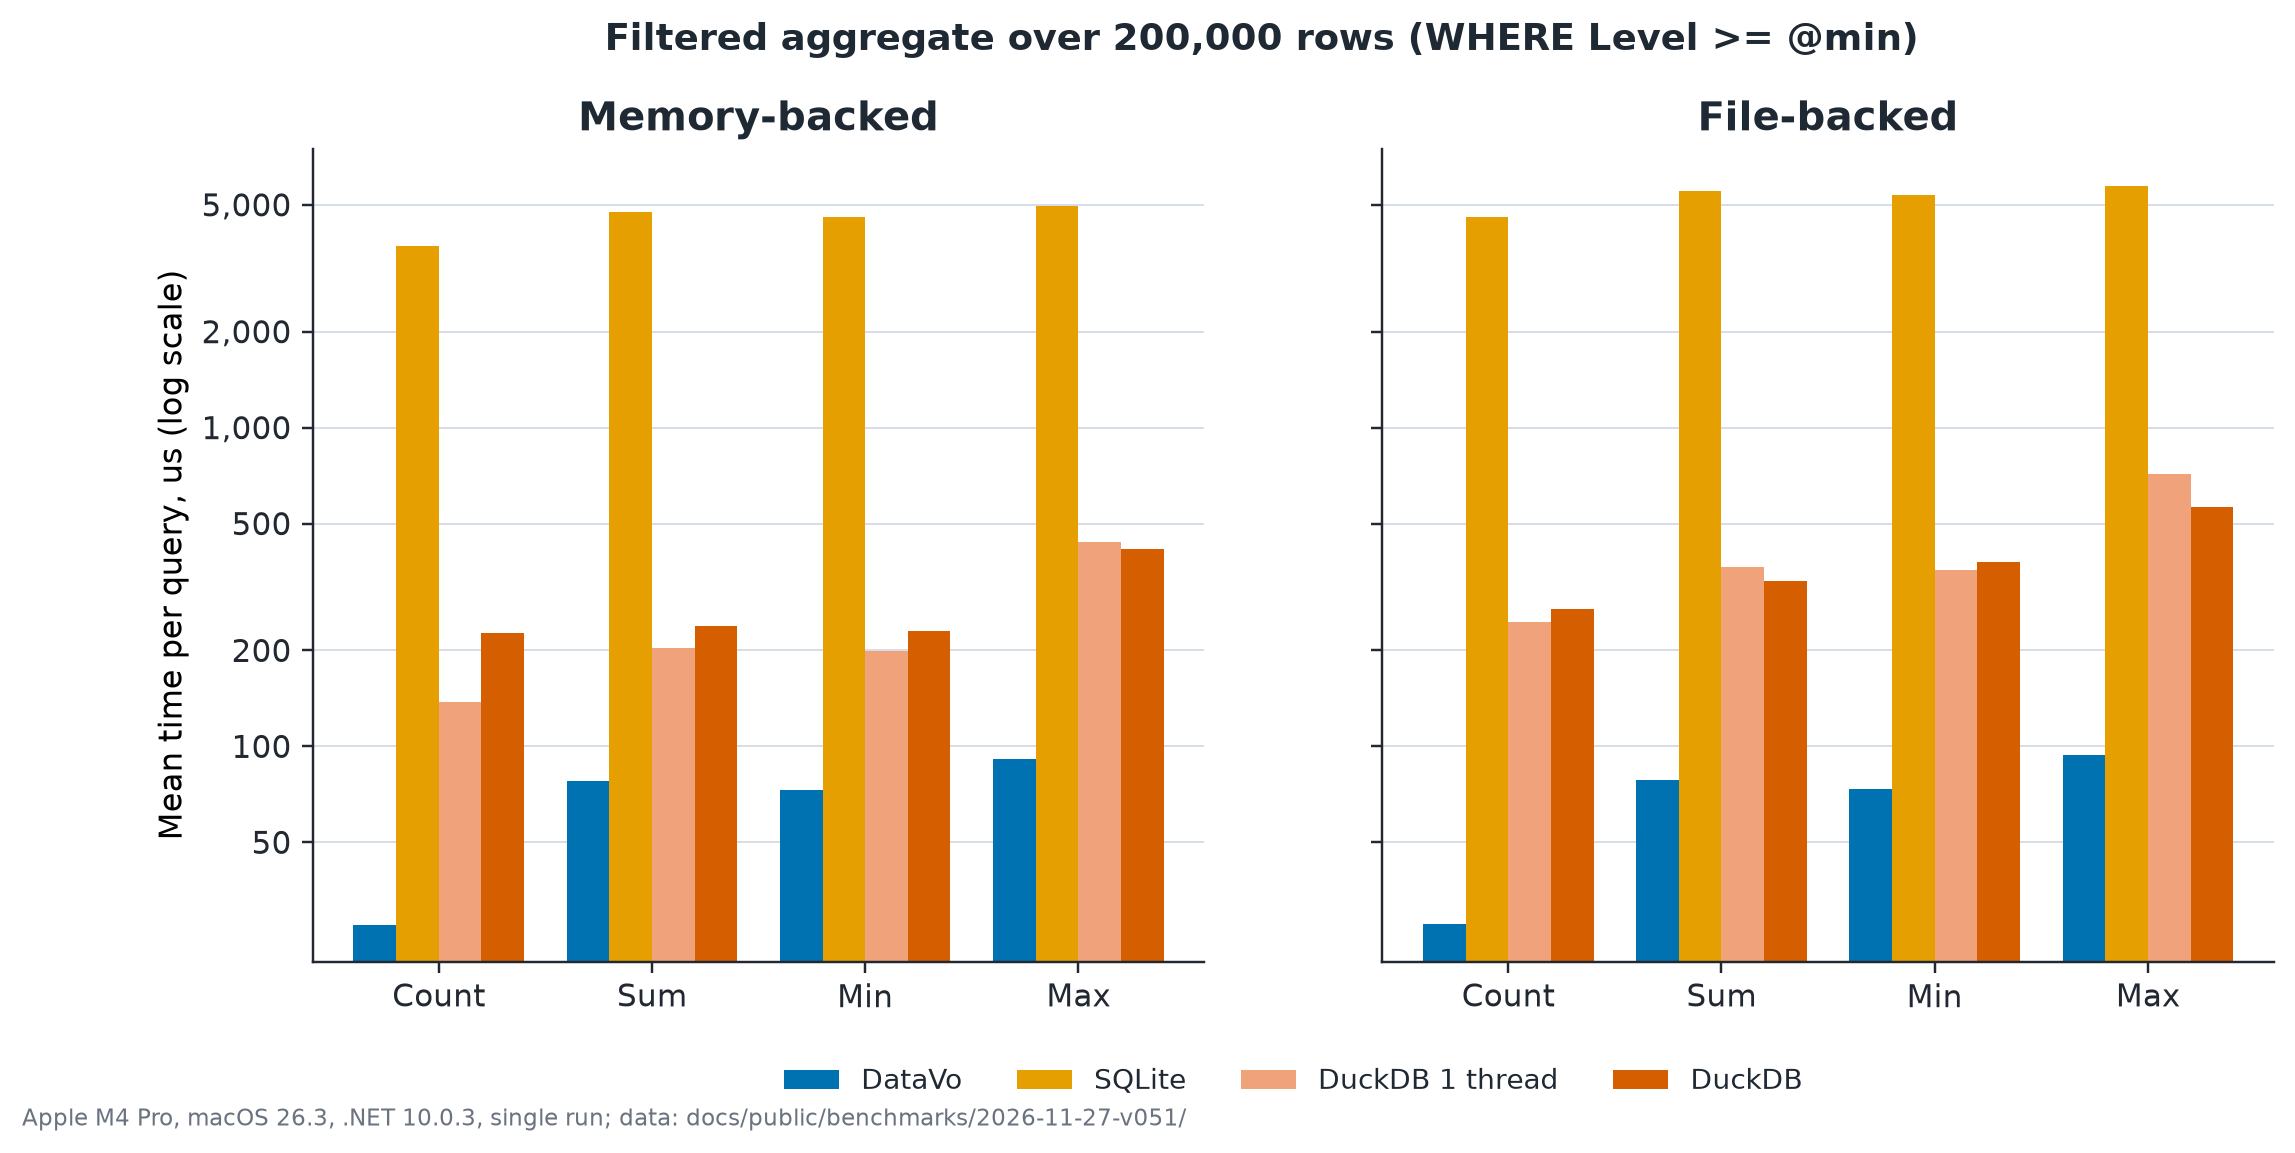 Filtered aggregate over 200,000 rows (WHERE Level >= @min)
Memory-backed
File-backed
Mean time per query, us (log scale)
5,000
2,000
1,000
500
200
100
50
Count Sum Min Max
Count Sum Min Max
DataVo SQLite DuckDB 1 thread DuckDB
Apple M4 Pro, macOS 26.3, .NET 10.0.3, single run; data: docs/public/benchmarks/2026-11-27-v051/